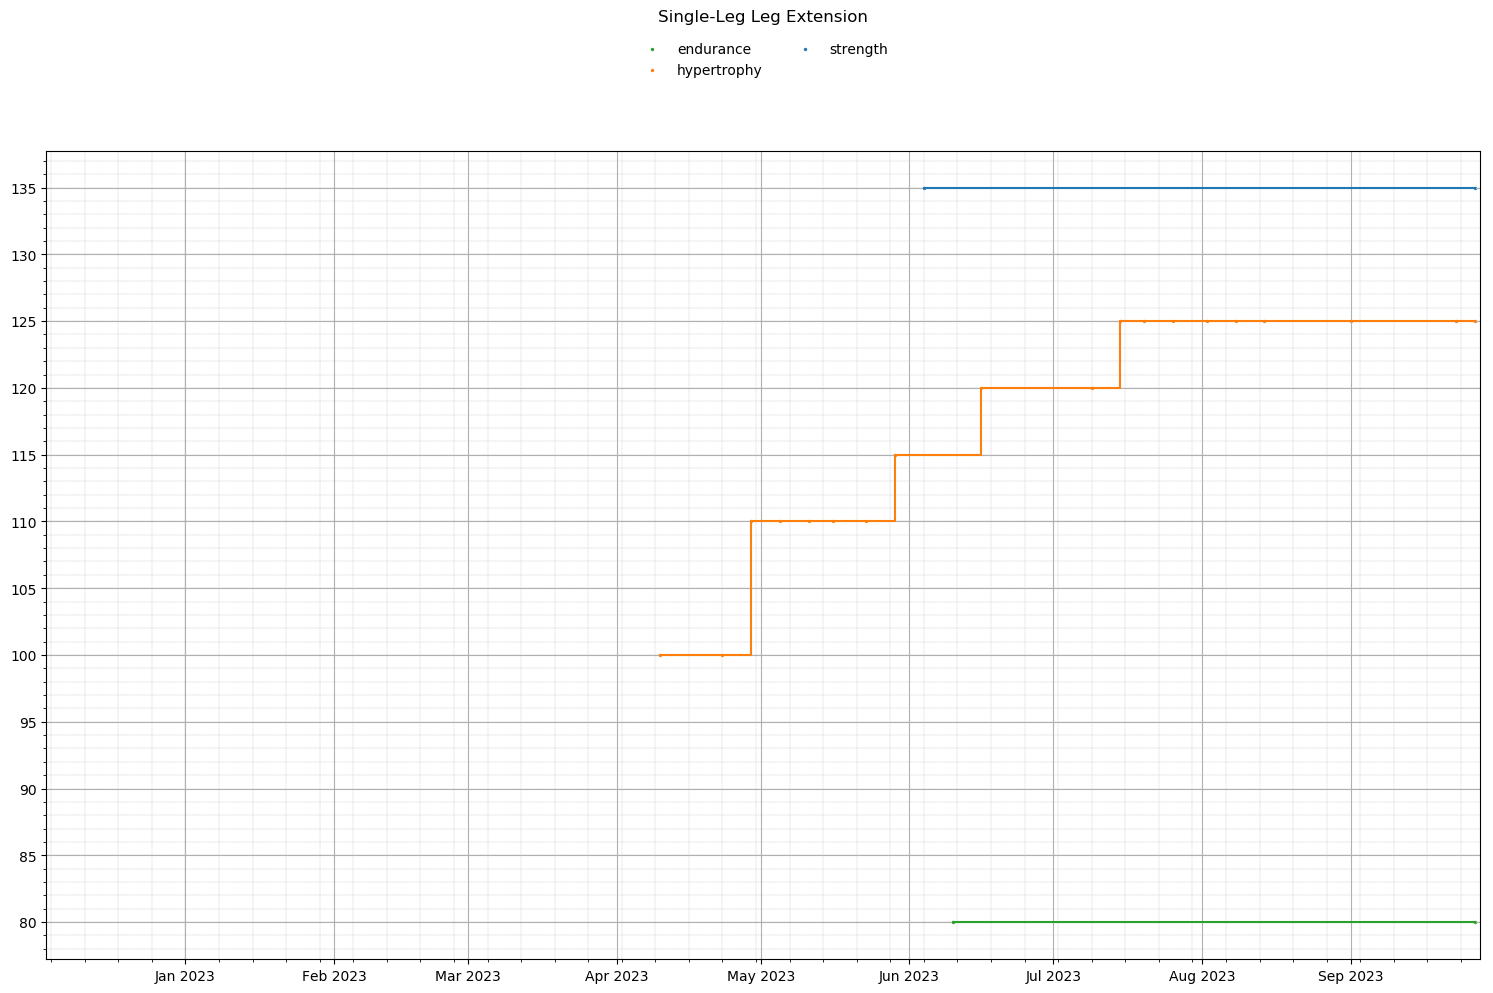 Single-Leg Leg Extension
endurance
strength
hypertrophy
135
130
125
120
115
110
105
100
95
90
85
80
Jan 2023
Feb 2023
Mar 2023
Apr 2023
May 2023
Jun 2023
Jul 2023
Aug 2023
Sep 2023